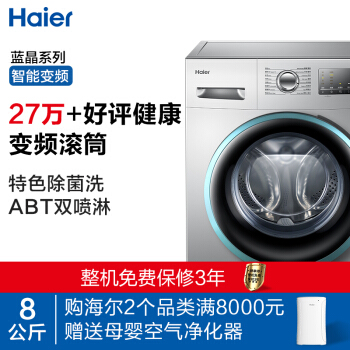 Haier
蓝晶系列
智能变频
Haier
27万+好评健康
变频滚筒
特色除菌洗
ABT双喷淋
整机免费保修3年
8
公斤
购海尔2个品类满8000元
赠送母婴空气净化器